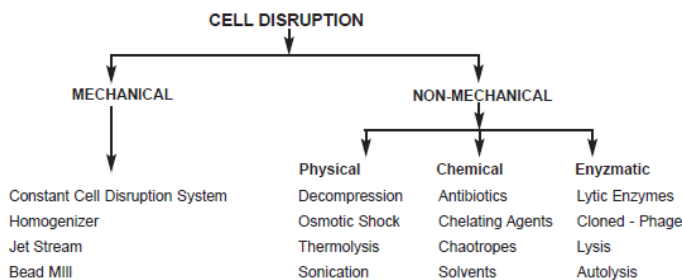 CELL DISRUPTION
MECHANICAL
NON-MECHANICAL
Constant Cell Disruption System
Homogenizer
Jet Stream
Bead MIll
Physical
Decompression
Osmotic Shock
Thermolysis
Sonication
Chemical
Antibiotics
Chelating Agents
Chaotropes
Solvents
Enyzmatic
Lytic Enzymes
Cloned - Phage
Lysis
Autolysis